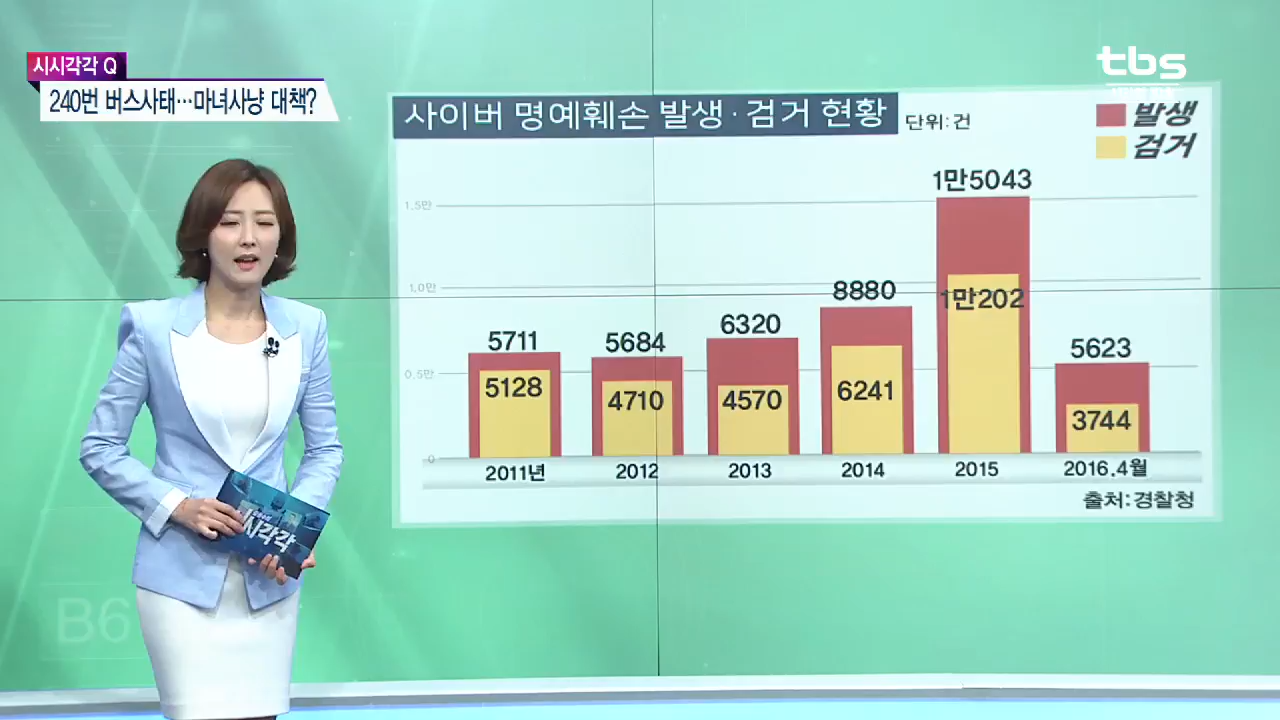 시시각각 Q
240번 버스사태…마녀사냥 대책?
tbs
사이버 명예훼손 발생·검거 현황 단위:건
발생
검거
1.5만
1.0만
0.5만
0
5711
5128
5684
4710
6320
4570
8880
6241
1만5043
1만202
5623
3744
2011년 2012 2013 2014 2015 2016.4월
출처:경찰청
시각각
B6